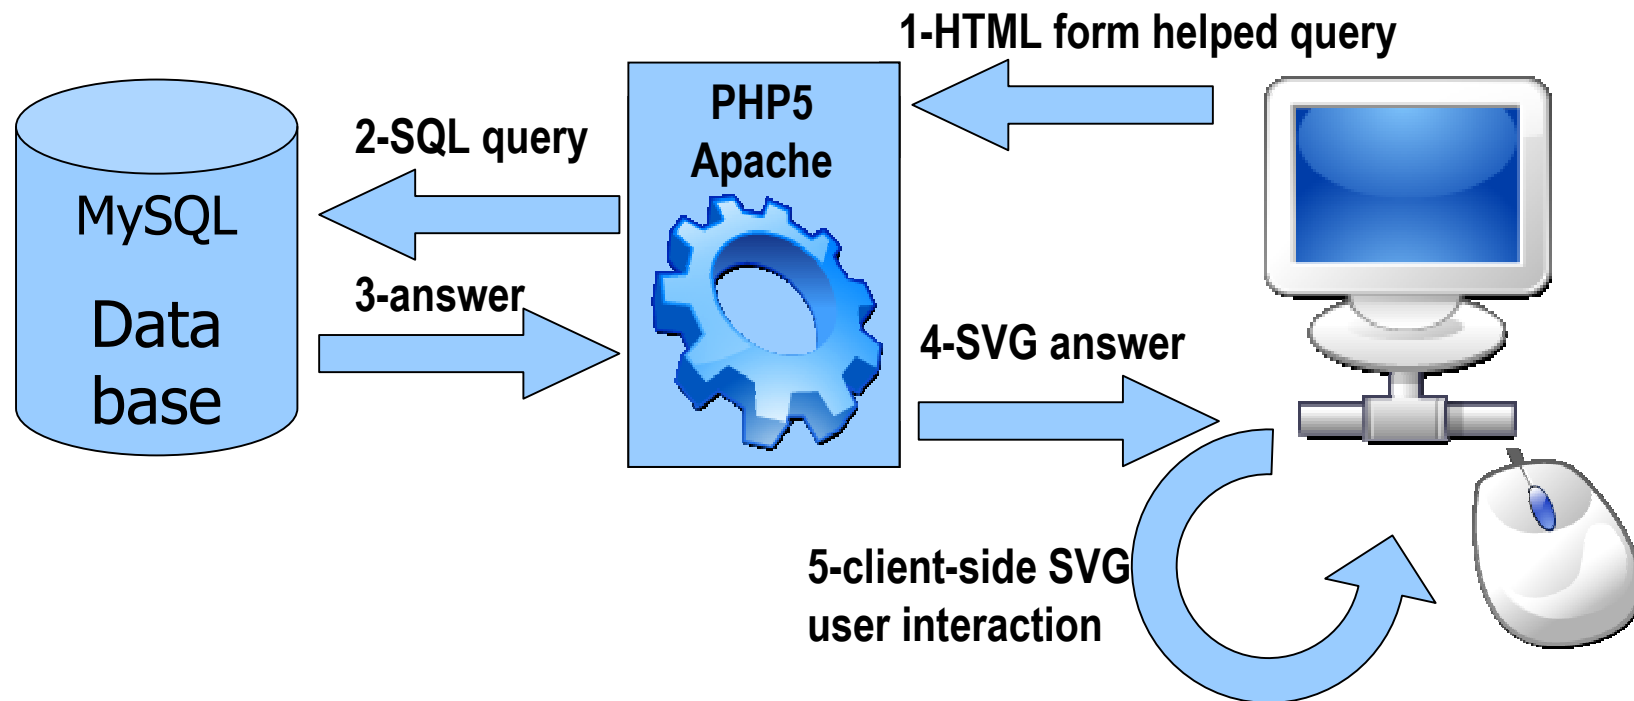 1-HTML form helped query
PHP5
Apache
2-SQL query
MySQL
Data
base
3-answer
4-SVG answer
5-client-side SVG
user interaction